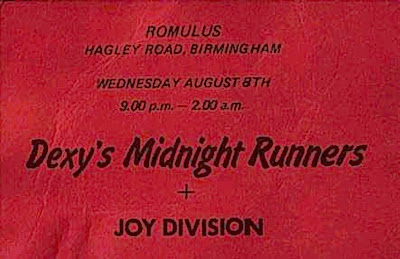 ROMULUS
HAGLEY ROAD, BIRMINGHAM
WEDNESDAY AUGUST 8TH
9.00 p.m. — 2.00 a.m.
Dexy's Midnight Runners
+
JOY DIVISION